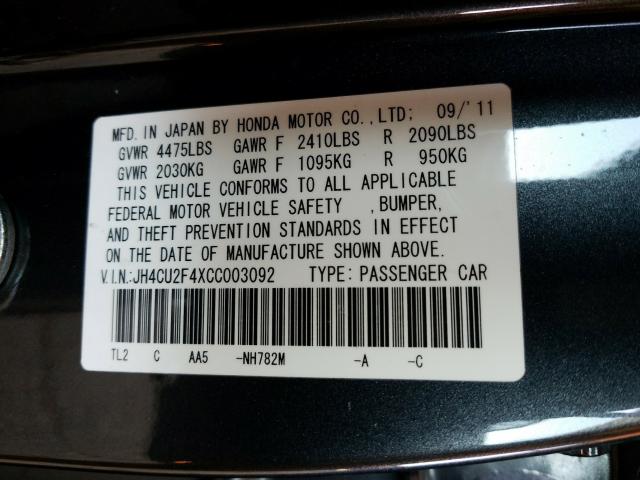 MFD. IN JAPAN BY HONDA MOTOR CO., LTD; 09/'11
GVWR 4475LBS GAWR F 2410LBS R 2090LBS
GVWR 2030KG GAWR F 1095KG R 950KG
THIS VEHICLE CONFORMS TO ALL APPLICABLE
FEDERAL MOTOR VEHICLE SAFETY , BUMPER,
AND THEFT PREVENTION STANDARDS IN EFFECT
ON THE DATE OF MANUFACTURE SHOWN ABOVE.
V.I.N:JH4CU2F4XCC003092 TYPE: PASSENGER CAR
TL2 C AA5 -NH782M -A -C